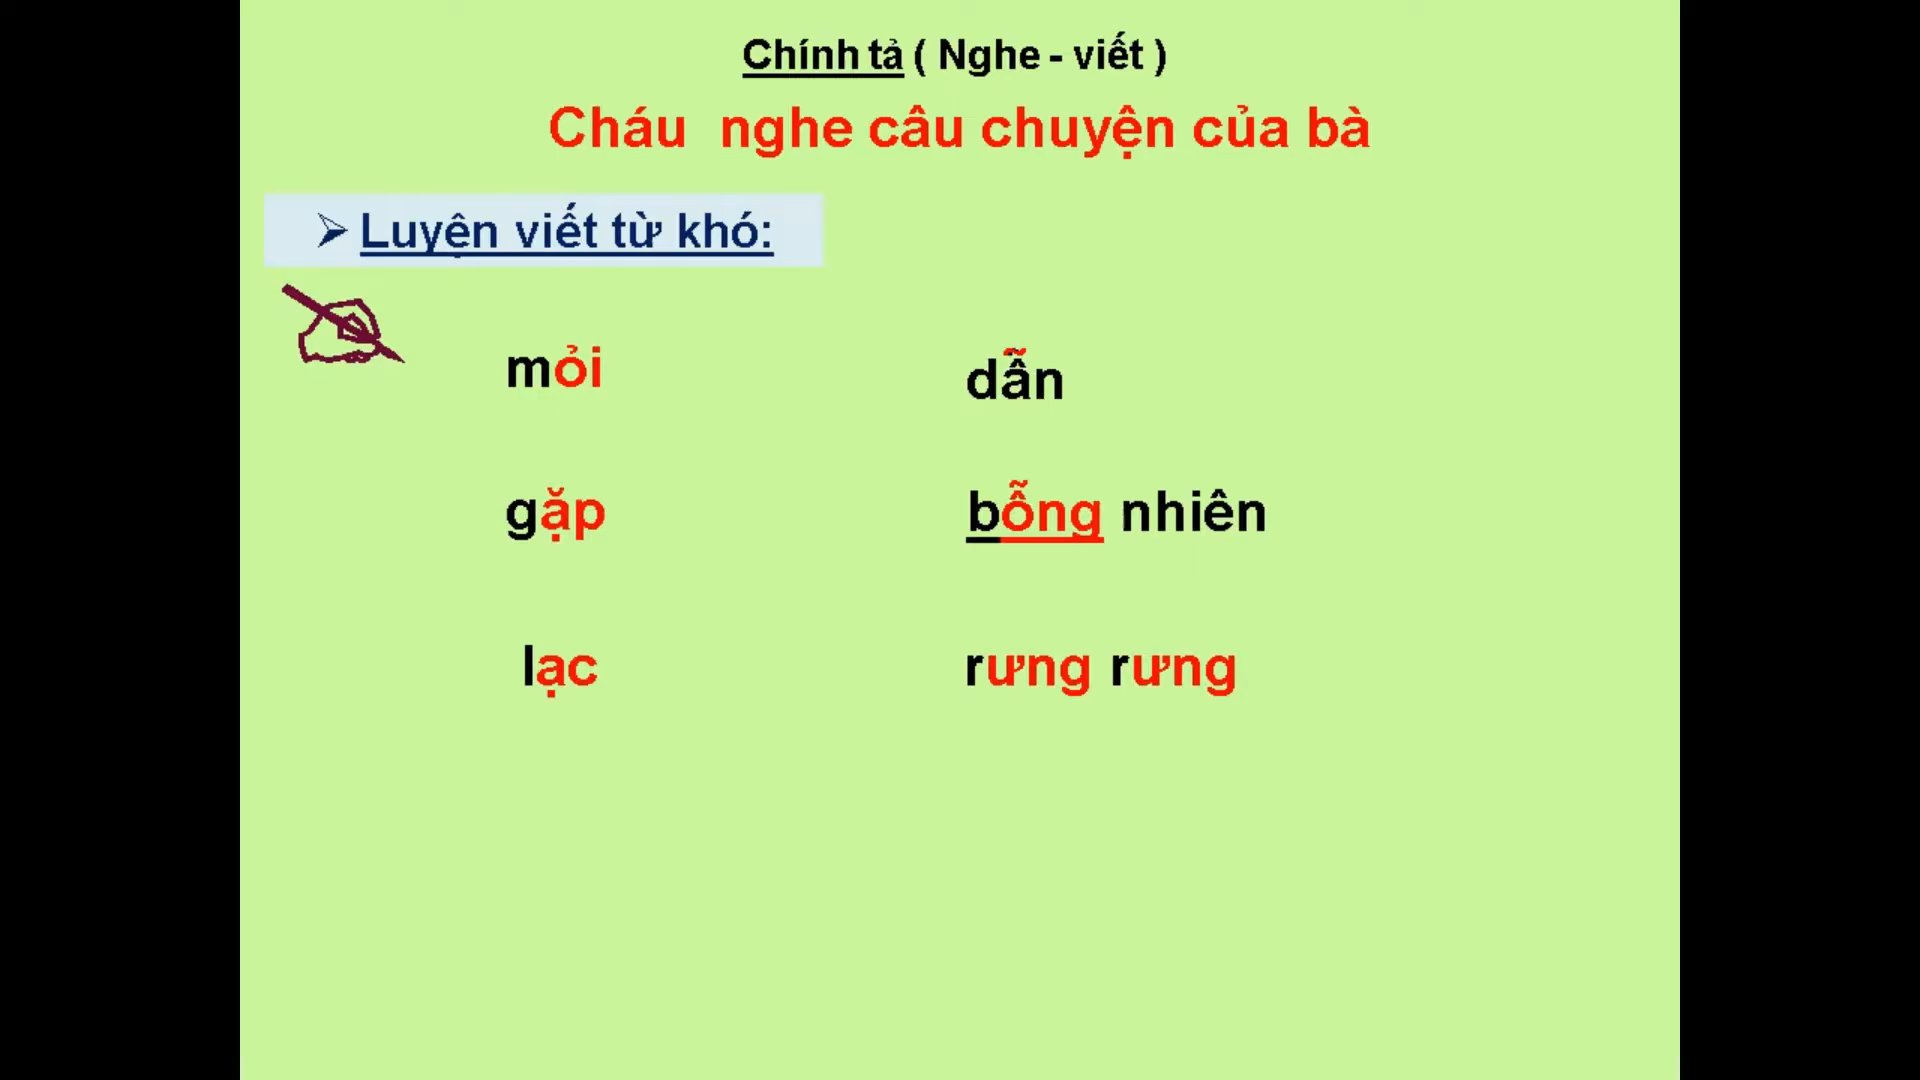 Chính tả ( Nghe - viết )
Cháu nghe câu chuyện của bà
Luyện viết từ khó:
mỏi
dẫn
gặp
bỗng nhiên
lạc
rưng rưng